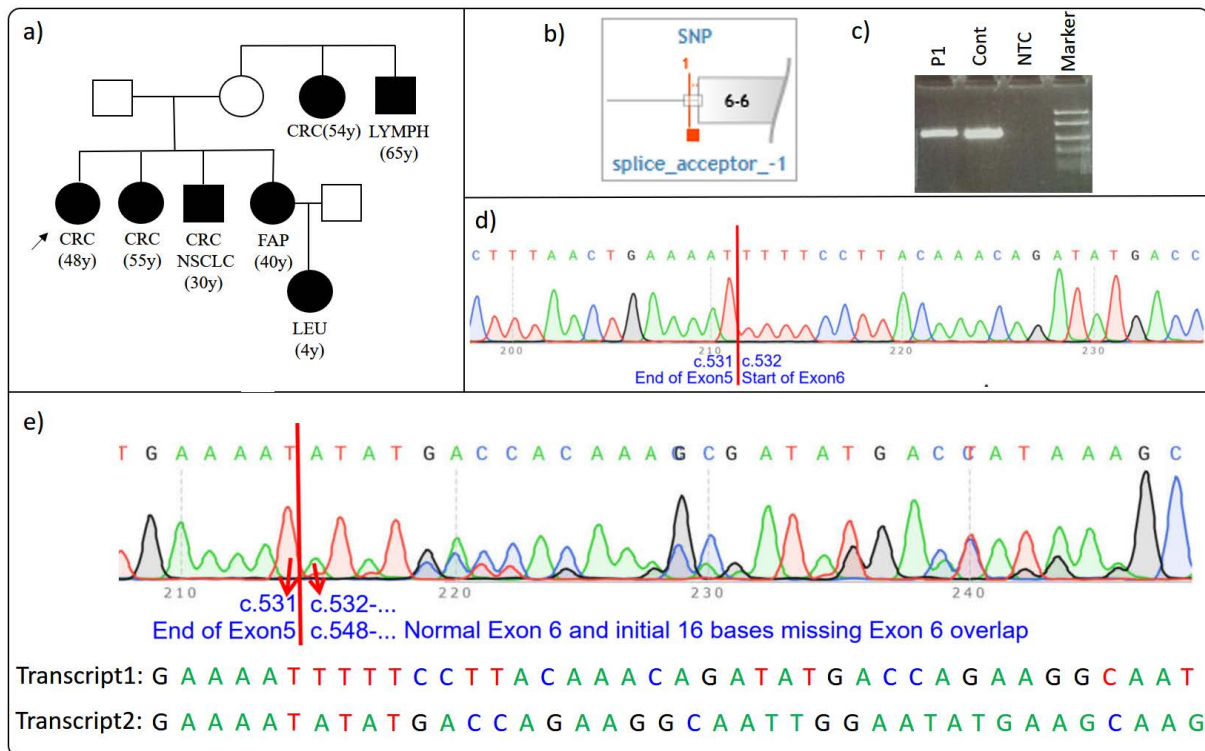 a)
CRC(54y)
LYMPH
(65y)
CRC
(48y)
CRC
(55y)
CRC
NSCLC
(30y)
FAP
(40y)
LEU
(4y)
b)
SNP
1
6-6
splice_acceptor_-1
c)
P1
Cont
NTC
Marker
d)
C T T T A A C T G A A A A T T T T T C C T T A C A A A C A G A T A T G A C C
200 210 220 230
c.531 c.532
End of Exon5 Start of Exon6
e)
T G A A A A T A T A T G A C C A C A A A G C G A T A T G A C C A T A A A G C
210 220 230 240
c.531 c.532-...
End of Exon5 c.548-... Normal Exon 6 and initial 16 bases missing Exon 6 overlap
Transcript1: G A A A A T T T T T C C T T A C A A A C A G A T A T G A C C A G A A G G C A A T
Transcript2: G A A A A T A T A T G A C C A G A A G G C A A T T G G A A T A T G A A G C A A G